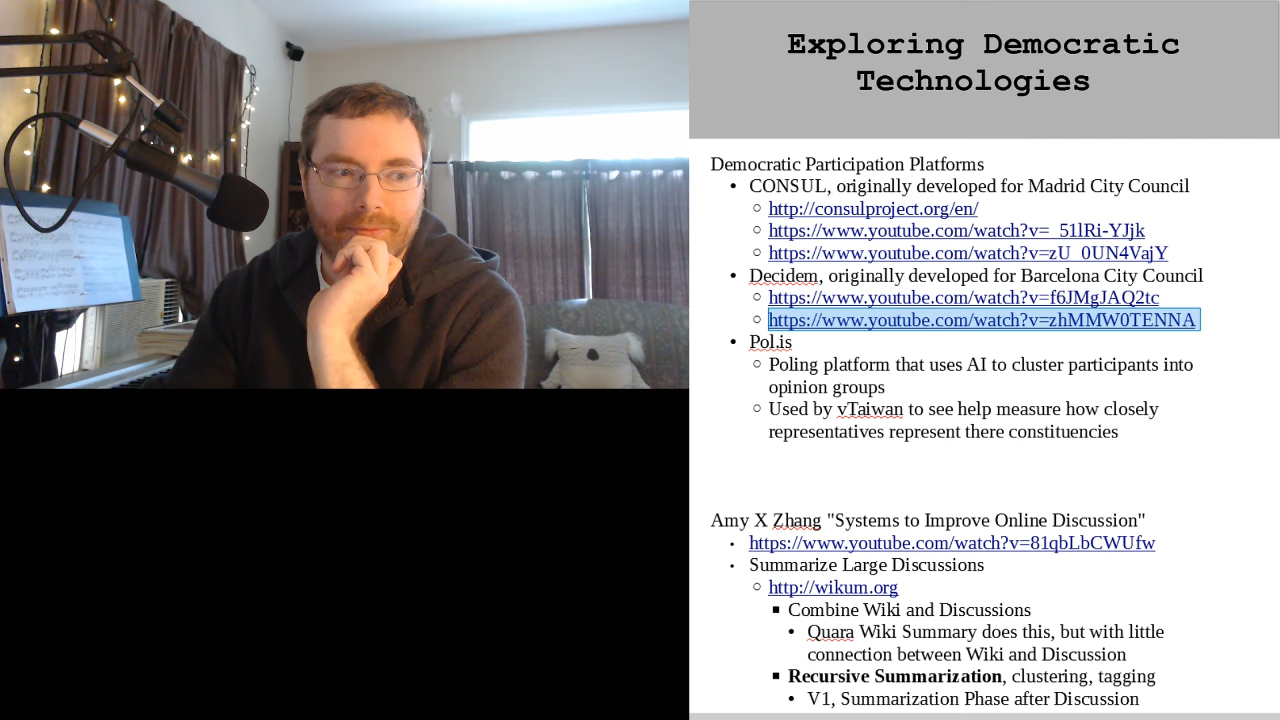 Exploring Democratic
Technologies
Democratic Participation Platforms
• CONSUL, originally developed for Madrid City Council
○ http://consulproject.org/en/
○ https://www.youtube.com/watch?v=_51lRi-YJjk
○ https://www.youtube.com/watch?v=zU_0UN4VajY
• Decidem, originally developed for Barcelona City Council
○ https://www.youtube.com/watch?v=f6JMgJAQ2tc
○ https://www.youtube.com/watch?v=zhMMW0TENNA
• Pol.is
○ Poling platform that uses AI to cluster participants into
opinion groups
○ Used by vTaiwan to see help measure how closely
representatives represent there constituencies
Amy X Zhang "Systems to Improve Online Discussion"
• https://www.youtube.com/watch?v=81qbLbCWUfw
• Summarize Large Discussions
○ http://wikum.org
■ Combine Wiki and Discussions
• Quara Wiki Summary does this, but with little
connection between Wiki and Discussion
■ Recursive Summarization, clustering, tagging
• V1, Summarization Phase after Discussion